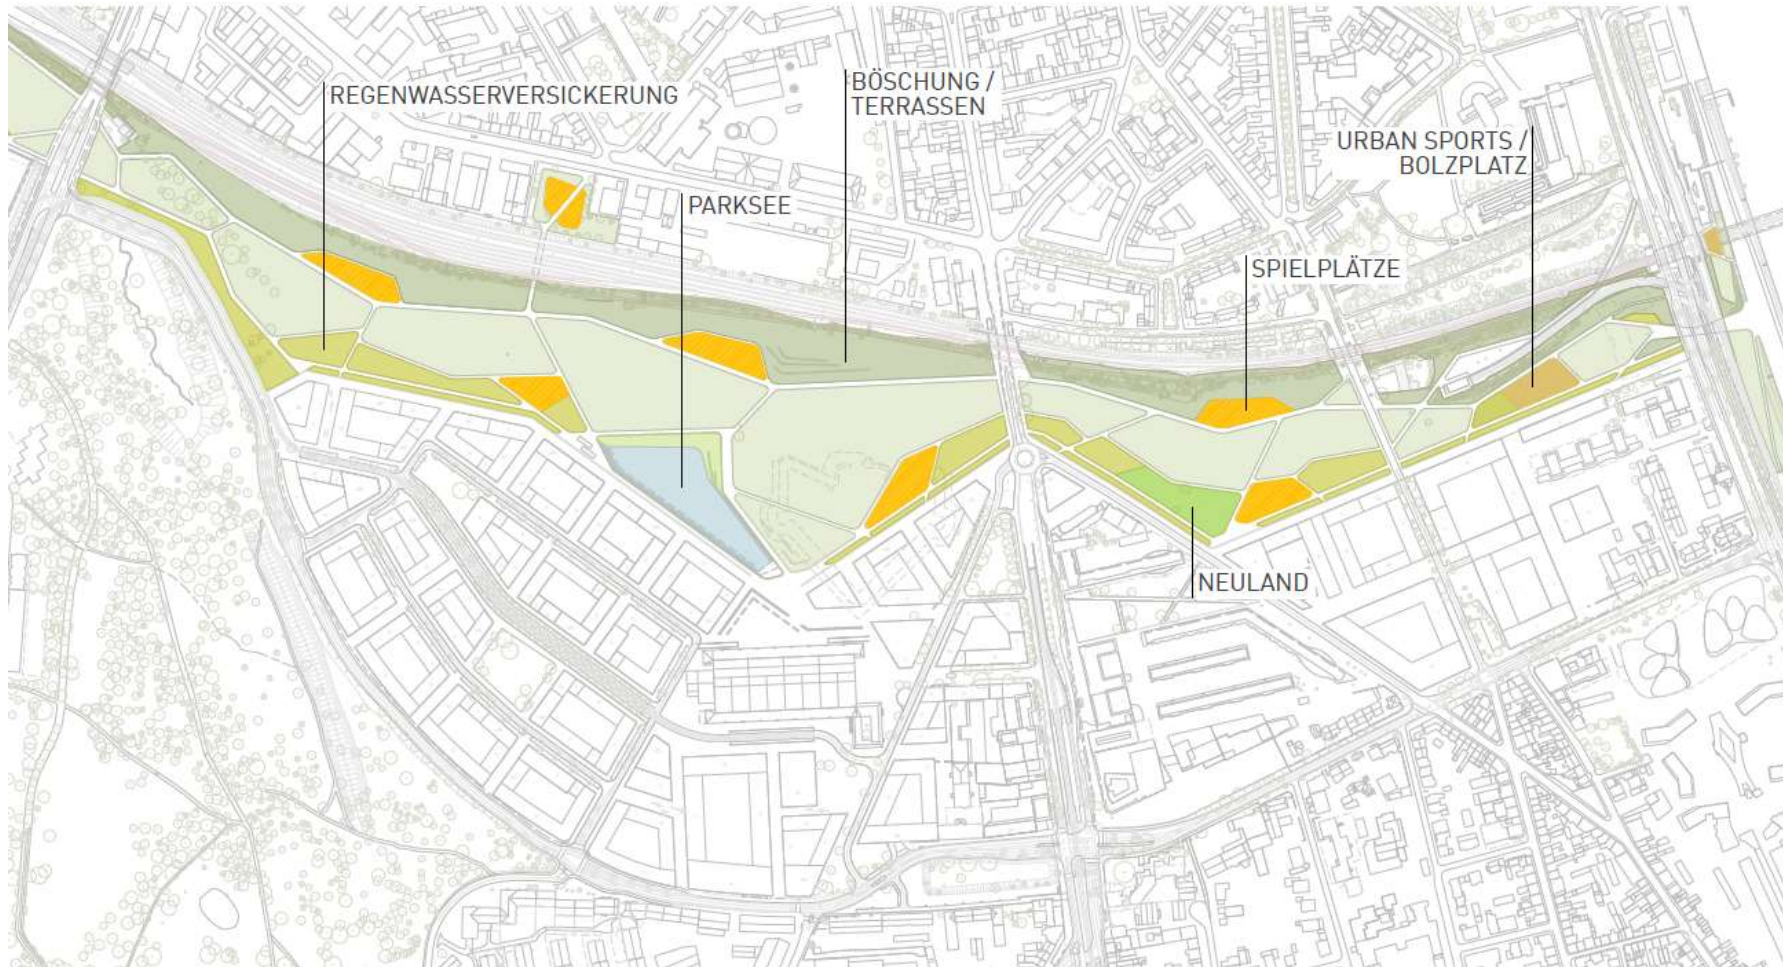 REGENWASSERVERSICKERUNG
BÖSCHUNG /
TERRASSEN
URBAN SPORTS /
BOLZPLATZ
PARKSEE
SPIELPLÄTZE
NEULAND